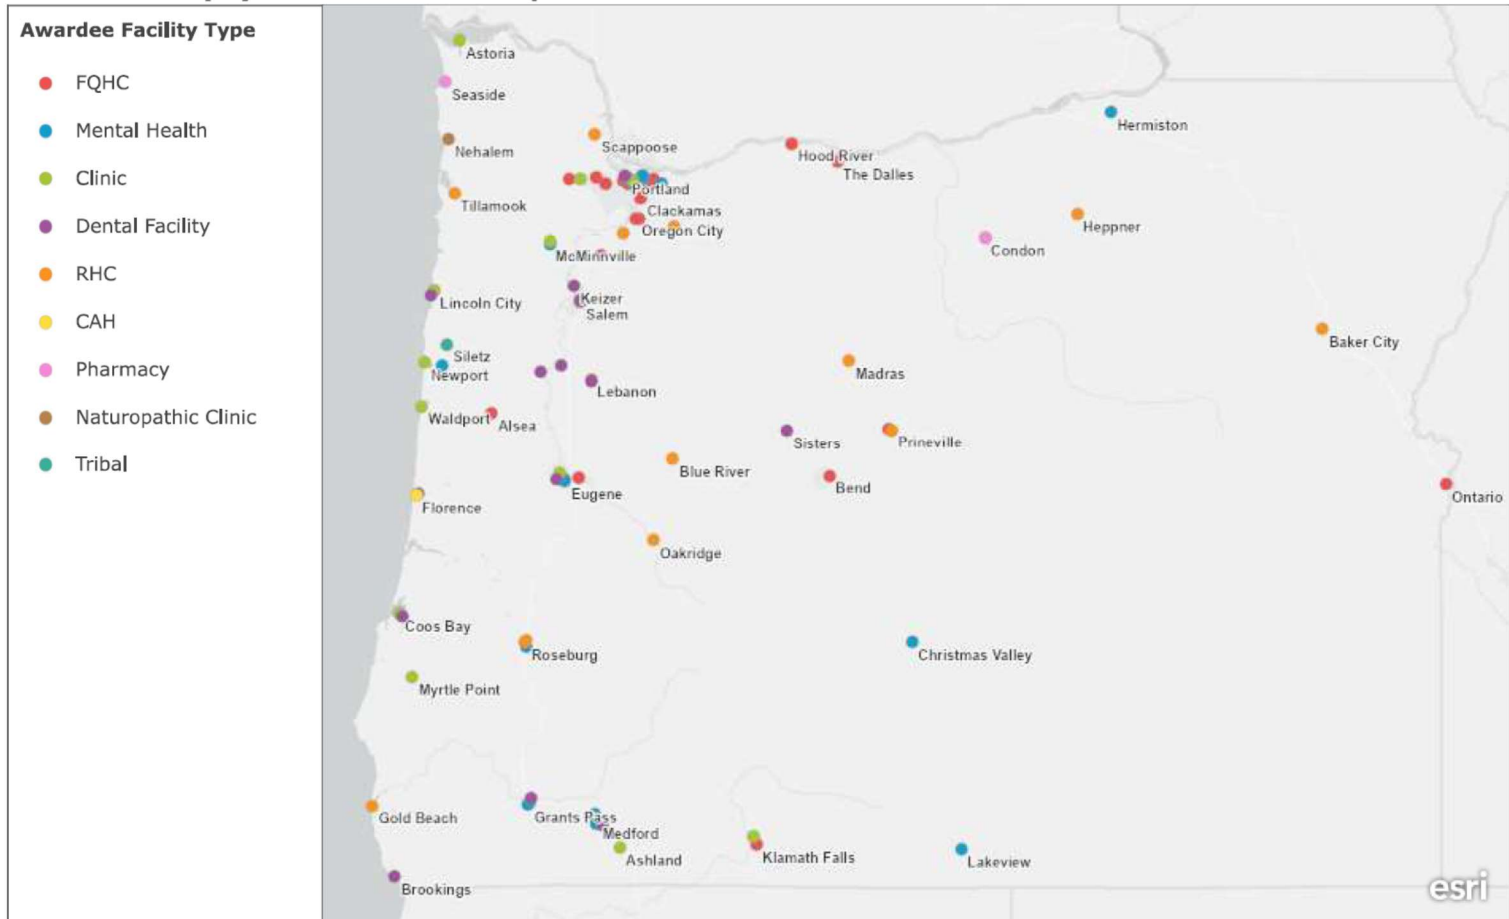 Awardee Facility Type
FQHC
Mental Health
Clinic
Dental Facility
RHC
CAH
Pharmacy
Naturopathic Clinic
Tribal
Astoria
Seaside
Nehalem
Scappoose
Tillamook
Hood River
The Dalles
Hermiston
Portland
Clackamas
Oregon City
McMinnville
Heppner
Condon
Keizer
Salem
Lincoln City
Siletz
Newport
Baker City
Madras
Lebanon
Waldport
Alsea
Sisters
Prineville
Blue River
Bend
Eugene
Ontario
Florence
Oakridge
Coos Bay
Roseburg
Christmas Valley
Myrtle Point
Gold Beach
Grants Pass
Medford
Ashland
Klamath Falls
Lakeview
Brookings
esri